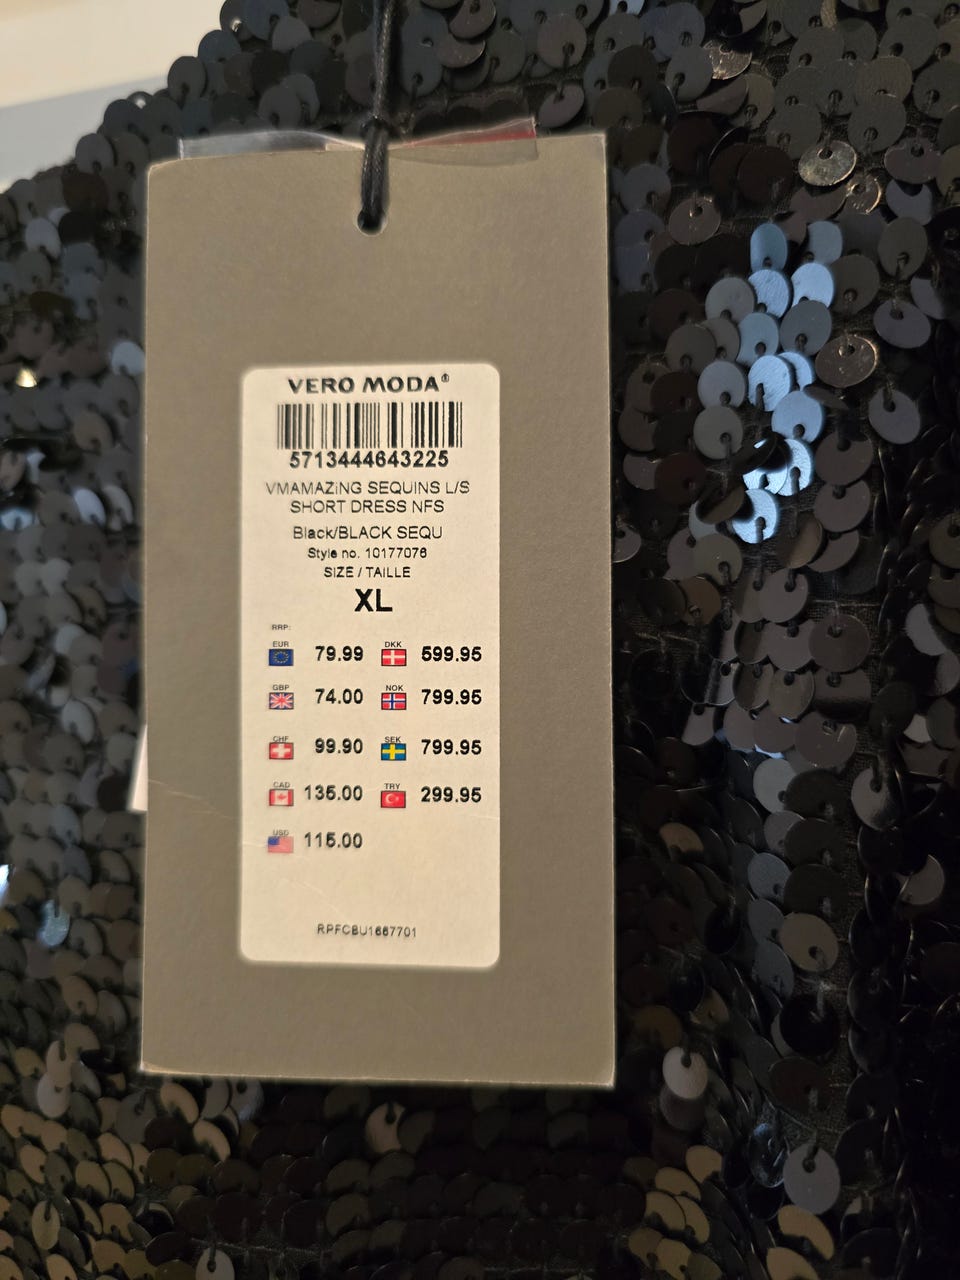 VERO MODA®
5713444643225
VMAMAZiNG SEQUINS L/S
SHORT DRESS NFS
Black/BLACK SEQU
Style no. 10177076
SIZE / TAILLE
XL
RRP:
EUR 79.99 DKK 599.95
GBP 74.00 NOK 799.95
CHF 99.90 SEK 799.95
CAD 135.00 TRY 299.95
USD 115.00
RPFCBU1667701